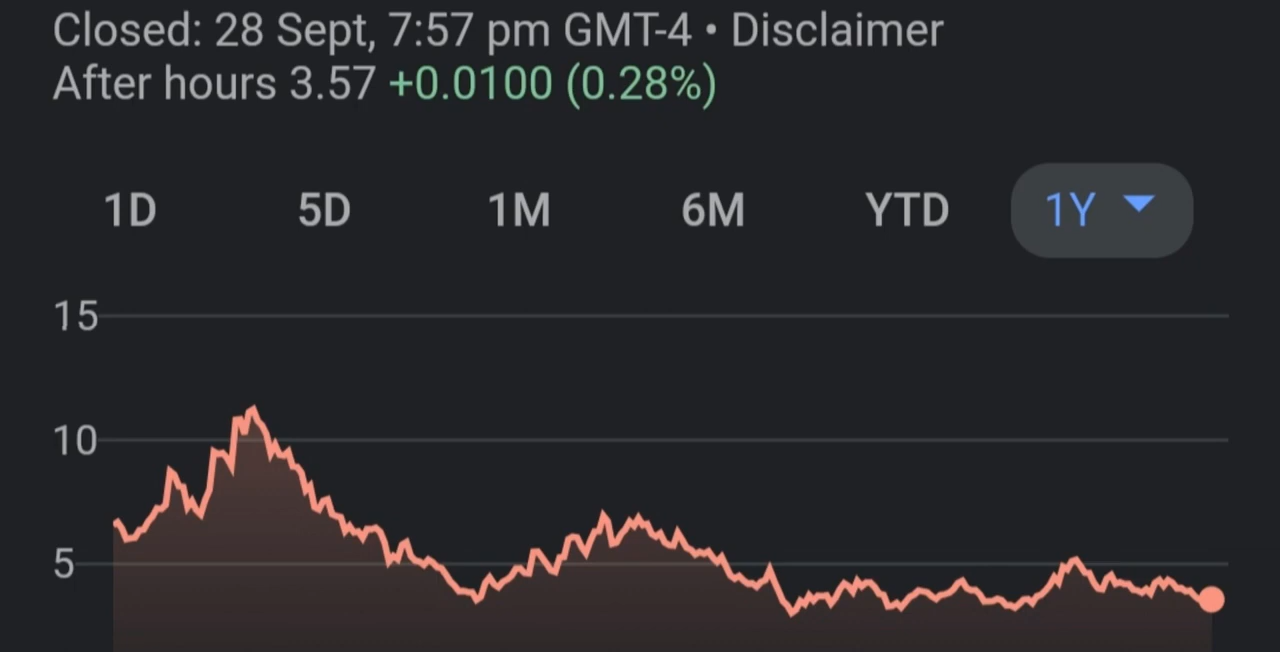 Closed: 28 Sept, 7:57 pm GMT-4 • Disclaimer
After hours 3.57 +0.0100 (0.28%)
1D 5D 1M 6M YTD 1Y
15
10
5